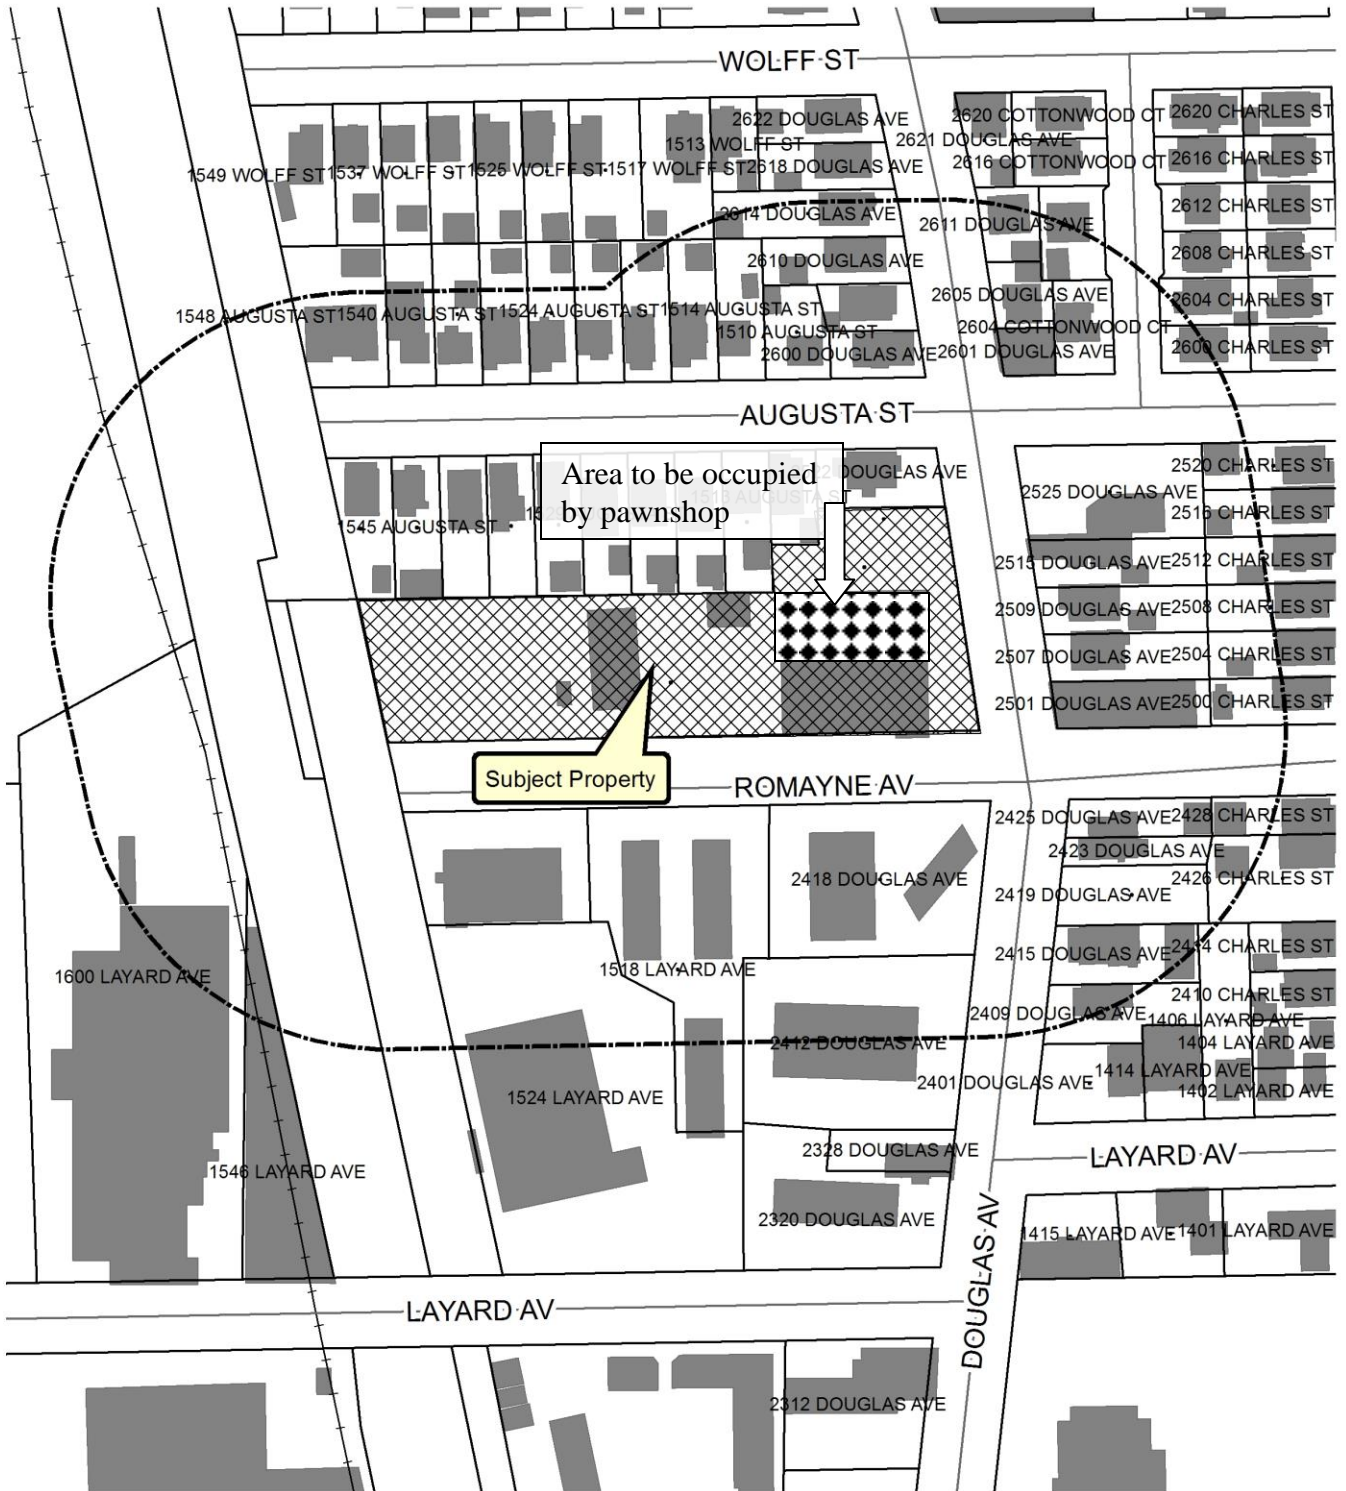 WOLFF ST
2622 DOUGLAS AVE
2620 COTTONWOOD CT
2620 CHARLES ST
2621 DOUGLAS AVE
1513 WOLFF ST
2618 DOUGLAS AVE
2616 COTTONWOOD CT
2616 CHARLES ST
1549 WOLFF ST
1537 WOLFF ST
1525 WOLFF ST
1517 WOLFF ST
2614 DOUGLAS AVE
2611 DOUGLAS AVE
2612 CHARLES ST
2610 DOUGLAS AVE
2608 CHARLES ST
2605 DOUGLAS AVE
2604 CHARLES ST
1548 AUGUSTA ST
1540 AUGUSTA ST
1524 AUGUSTA ST
1514 AUGUSTA ST
1510 AUGUSTA ST
2604 COTTONWOOD CT
2600 DOUGLAS AVE
2601 DOUGLAS AVE
2600 CHARLES ST
AUGUSTA ST
Area to be occupied
by pawnshop
DOUGLAS AVE
2520 CHARLES ST
2525 DOUGLAS AVE
1513 AUGUSTA ST
2516 CHARLES ST
1545 AUGUSTA ST
2515 DOUGLAS AVE
2512 CHARLES ST
2509 DOUGLAS AVE
2508 CHARLES ST
2507 DOUGLAS AVE
2504 CHARLES ST
2501 DOUGLAS AVE
2500 CHARLES ST
Subject Property
ROMAYNE AV
2425 DOUGLAS AVE
2428 CHARLES ST
2423 DOUGLAS AVE
2418 DOUGLAS AVE
2426 CHARLES ST
2419 DOUGLAS AVE
2415 DOUGLAS AVE
2414 CHARLES ST
1600 LAYARD AVE
1518 LAYARD AVE
2410 CHARLES ST
2409 DOUGLAS AVE
1406 LAYARD AVE
2412 DOUGLAS AVE
1404 LAYARD AVE
1414 LAYARD AVE
2401 DOUGLAS AVE
1402 LAYARD AVE
1524 LAYARD AVE
2328 DOUGLAS AVE
LAYARD AV
1546 LAYARD AVE
2320 DOUGLAS AVE
1415 LAYARD AVE
1401 LAYARD AVE
DOUGLAS AV
LAYARD AV
2312 DOUGLAS AVE